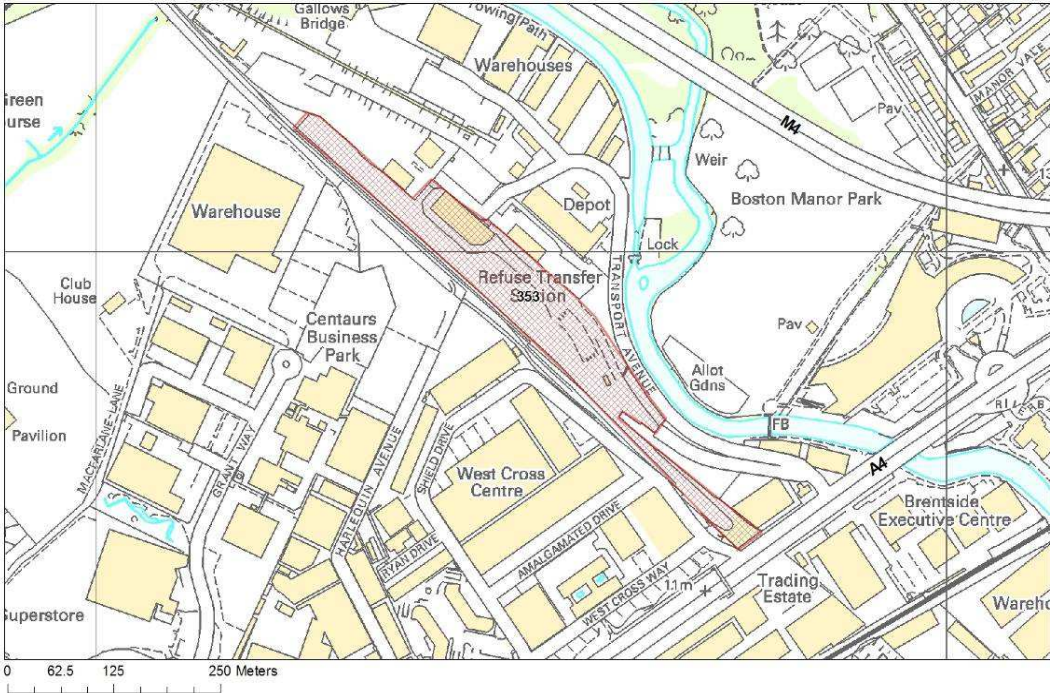 Gallows
Bridge
Towing Path
Warehouses
MANOR VALE
Green
Pav
M4
Weir
Warehouse
Depot
Boston Manor Park
Lock
Club
House
Refuse Transfer
Station
353
TRANSPORT AVENUE
Centaurs
Business
Park
Pav
Ground
Allot
Gdns
Pavilion
MACFARLANE LANE
GRANT WAY
HARLEQUIN AVENUE
SHIELD DRIVE
FB
A4
West Cross
Centre
Brentside
Executive Centre
RYAN DRIVE
AMALGAMATED DRIVE
WEST CROSS WAY
11m
Trading
Estate
Superstore
0 62.5 125 250 Meters